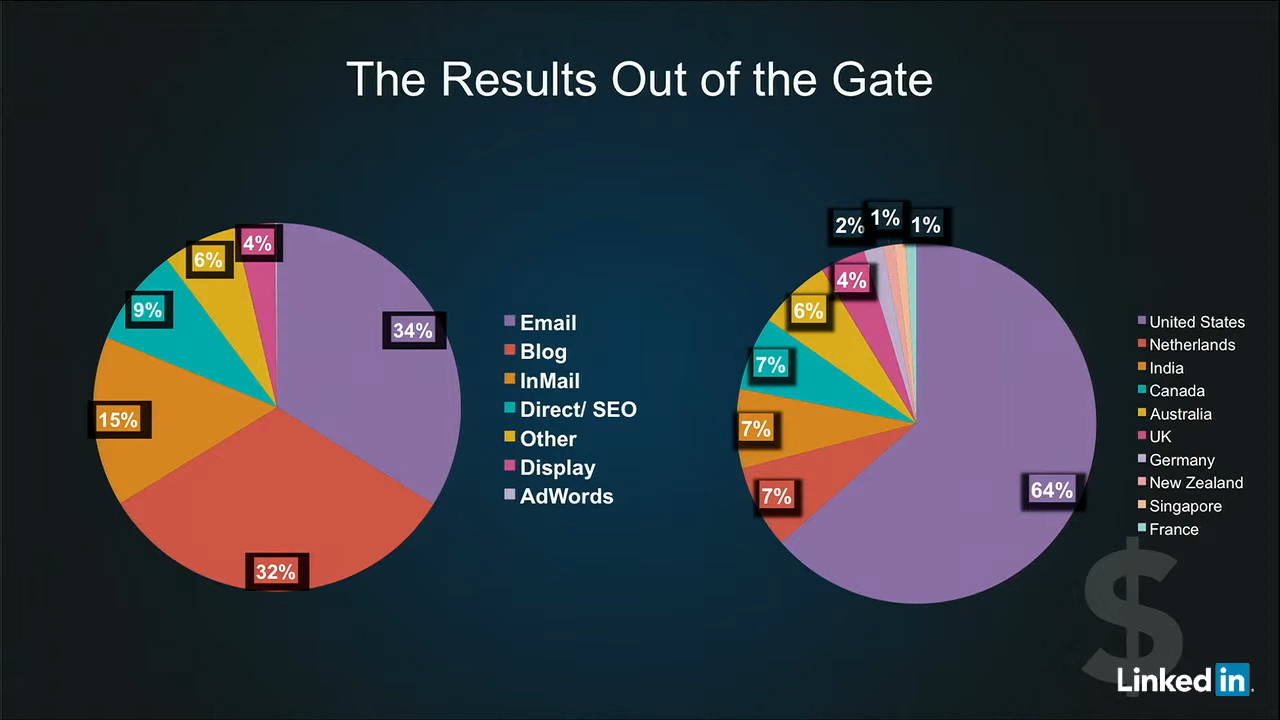 The Results Out of the Gate
34%
32%
15%
9%
6%
4%
Email
Blog
InMail
Direct/ SEO
Other
Display
AdWords
64%
7%
7%
7%
6%
4%
2%
1%
1%
United States
Netherlands
India
Canada
Australia
UK
Germany
New Zealand
Singapore
France
$
Linked in.